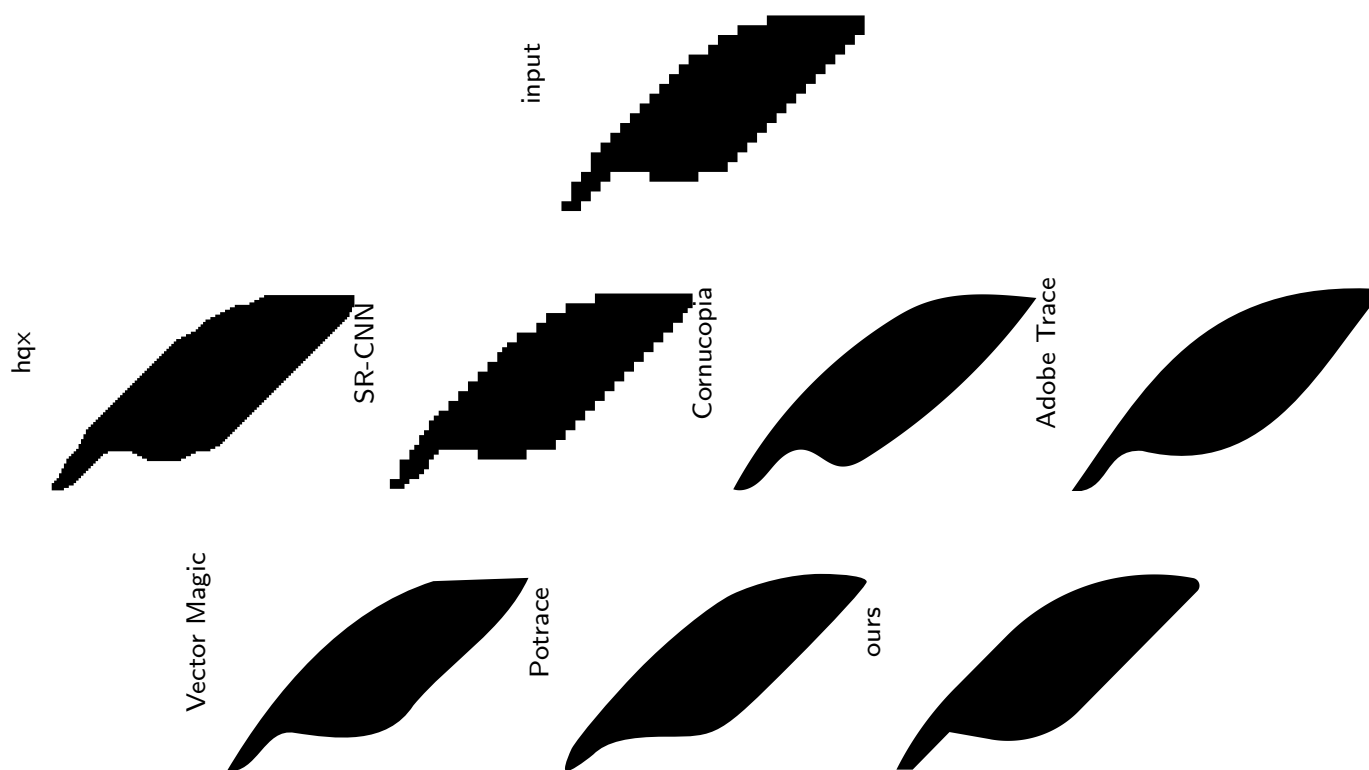 input
hqx
SR-CNN
Cornucopia
Adobe Trace
Vector Magic
Potrace
ours